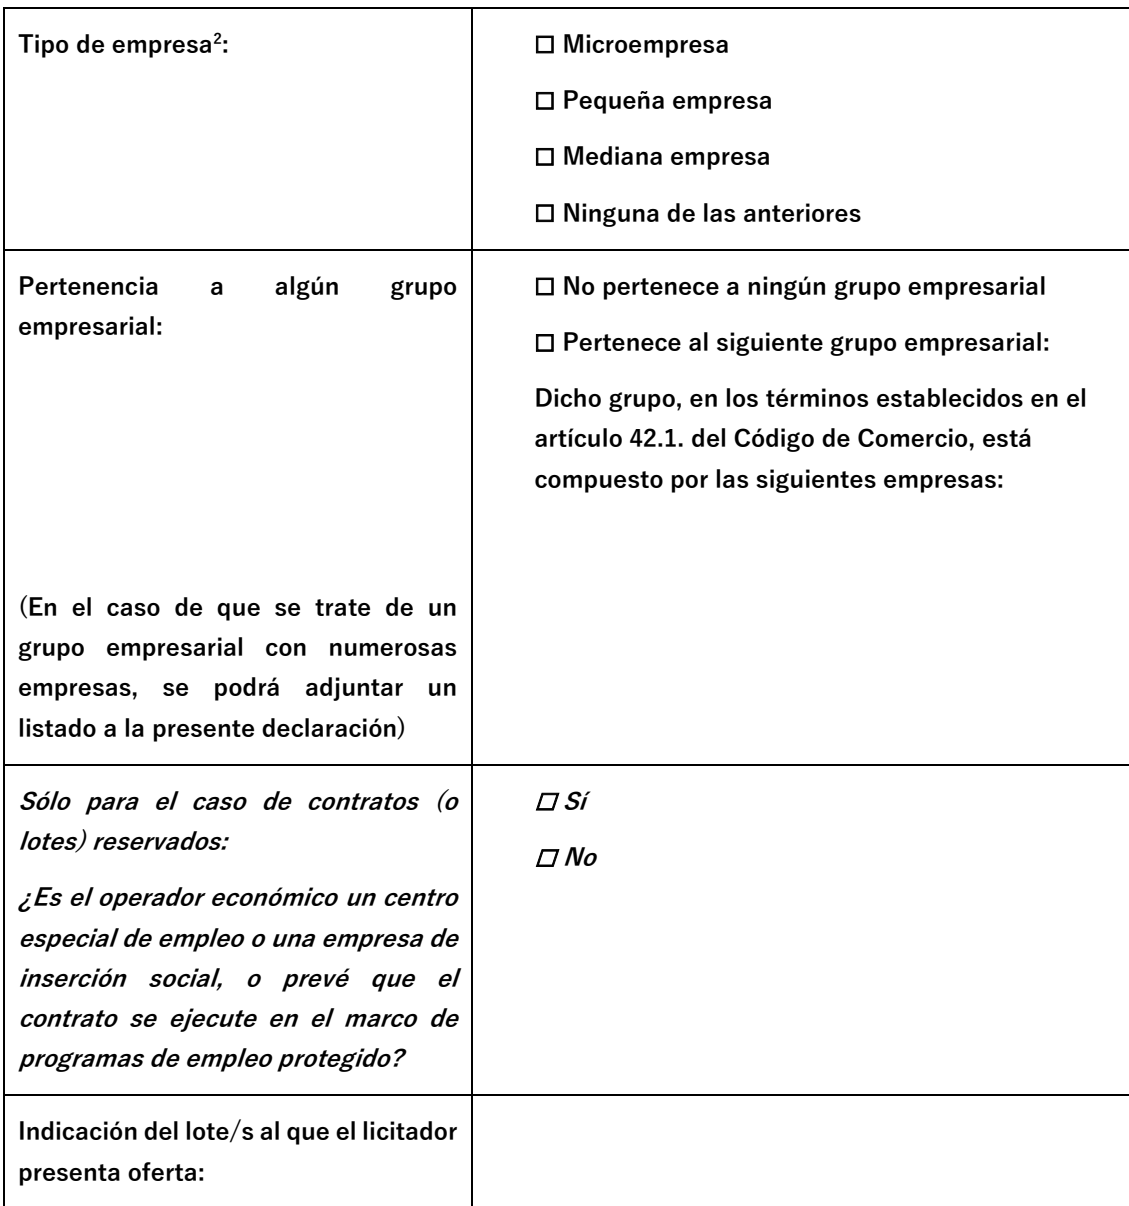 Tipo de empresa²:
☐ Microempresa
☐ Pequeña empresa
☐ Mediana empresa
☐ Ninguna de las anteriores
Pertenencia a algún grupo
empresarial:
(En el caso de que se trate de un
grupo empresarial con numerosas
empresas, se podrá adjuntar un
listado a la presente declaración)
☐ No pertenece a ningún grupo empresarial
☐ Pertenece al siguiente grupo empresarial:
Dicho grupo, en los términos establecidos en el
artículo 42.1. del Código de Comercio, está
compuesto por las siguientes empresas:
Sólo para el caso de contratos (o
lotes) reservados:
¿Es el operador económico un centro
especial de empleo o una empresa de
inserción social, o prevé que el
contrato se ejecute en el marco de
programas de empleo protegido?
☐ Sí
☐ No
Indicación del lote/s al que el licitador
presenta oferta: